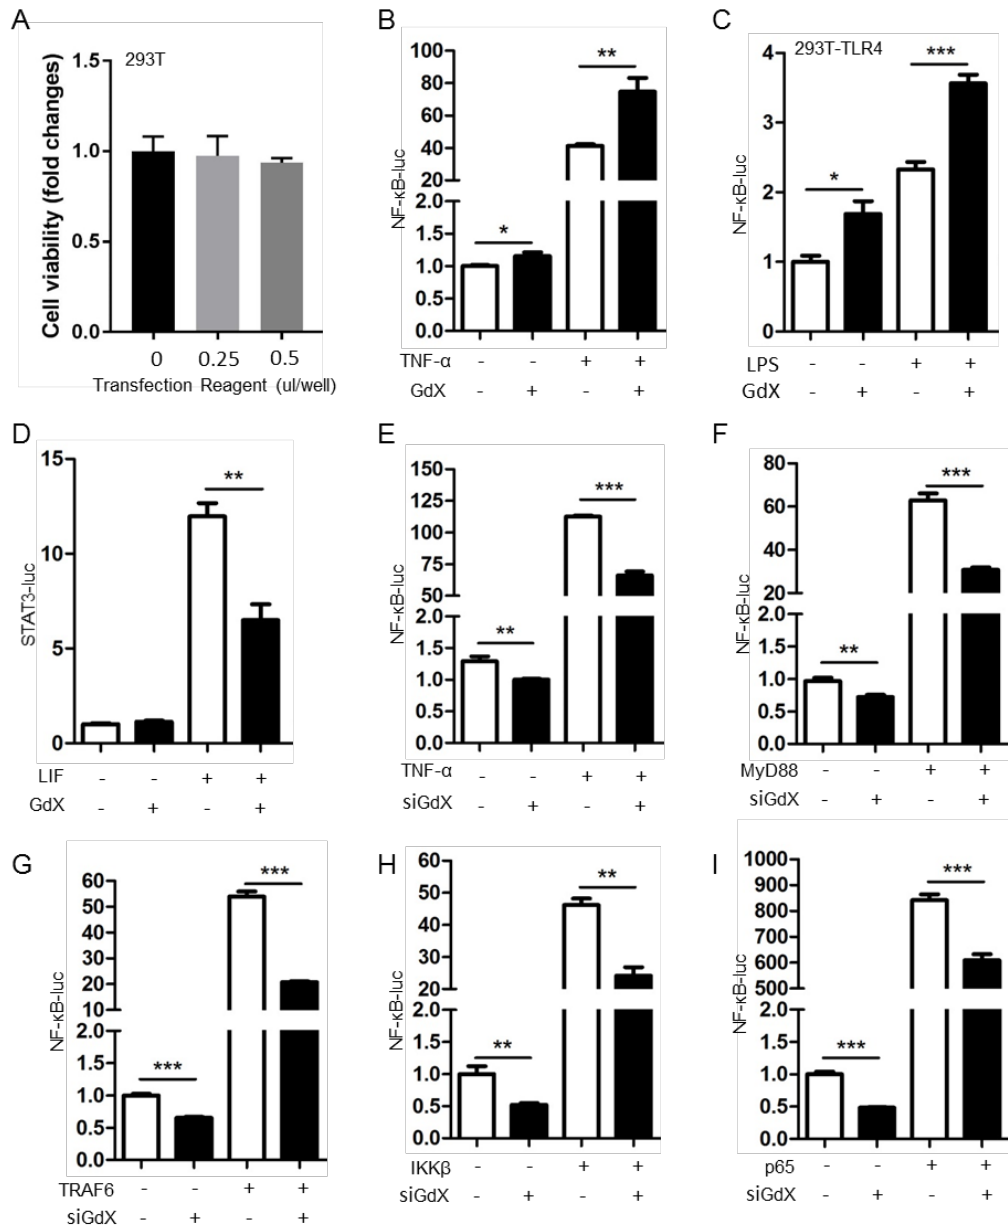 A
Cell viability (fold changes)
293T
1.5
1.0
0.5
0.0
0 0.25 0.5
Transfection Reagent (ul/well)
B
NF-κB-luc
100
80
60
40
20
2.0
1.5
1.0
0.5
0.0
*
**
TNF-α - - + +
GdX - + - +
C
293T-TLR4
NF-κB-luc
4
3
2
1
0
*
***
LPS - - + +
GdX - + - +
D
STAT3-luc
15
10
5
0
**
LIF - - + +
GdX - + - +
E
NF-κB-luc
150
125
100
75
50
2.0
1.5
1.0
0.5
0.0
**
***
TNF-α - - + +
siGdX - + - +
F
NF-κB-luc
80
60
40
20
2.0
1.5
1.0
0.5
0.0
**
***
MyD88 - - + +
siGdX - + - +
G
NF-κB-luc
60
50
40
30
20
10
2.0
1.5
1.0
0.5
0.0
***
***
TRAF6 - - + +
siGdX - + - +
H
NF-κB-luc
60
50
40
30
20
2.0
1.5
1.0
0.5
0.0
**
**
IKKβ - - + +
siGdX - + - +
I
NF-κB-luc
1000
900
800
700
600
500
2.0
1.5
1.0
0.5
0.0
***
***
p65 - - + +
siGdX - + - +